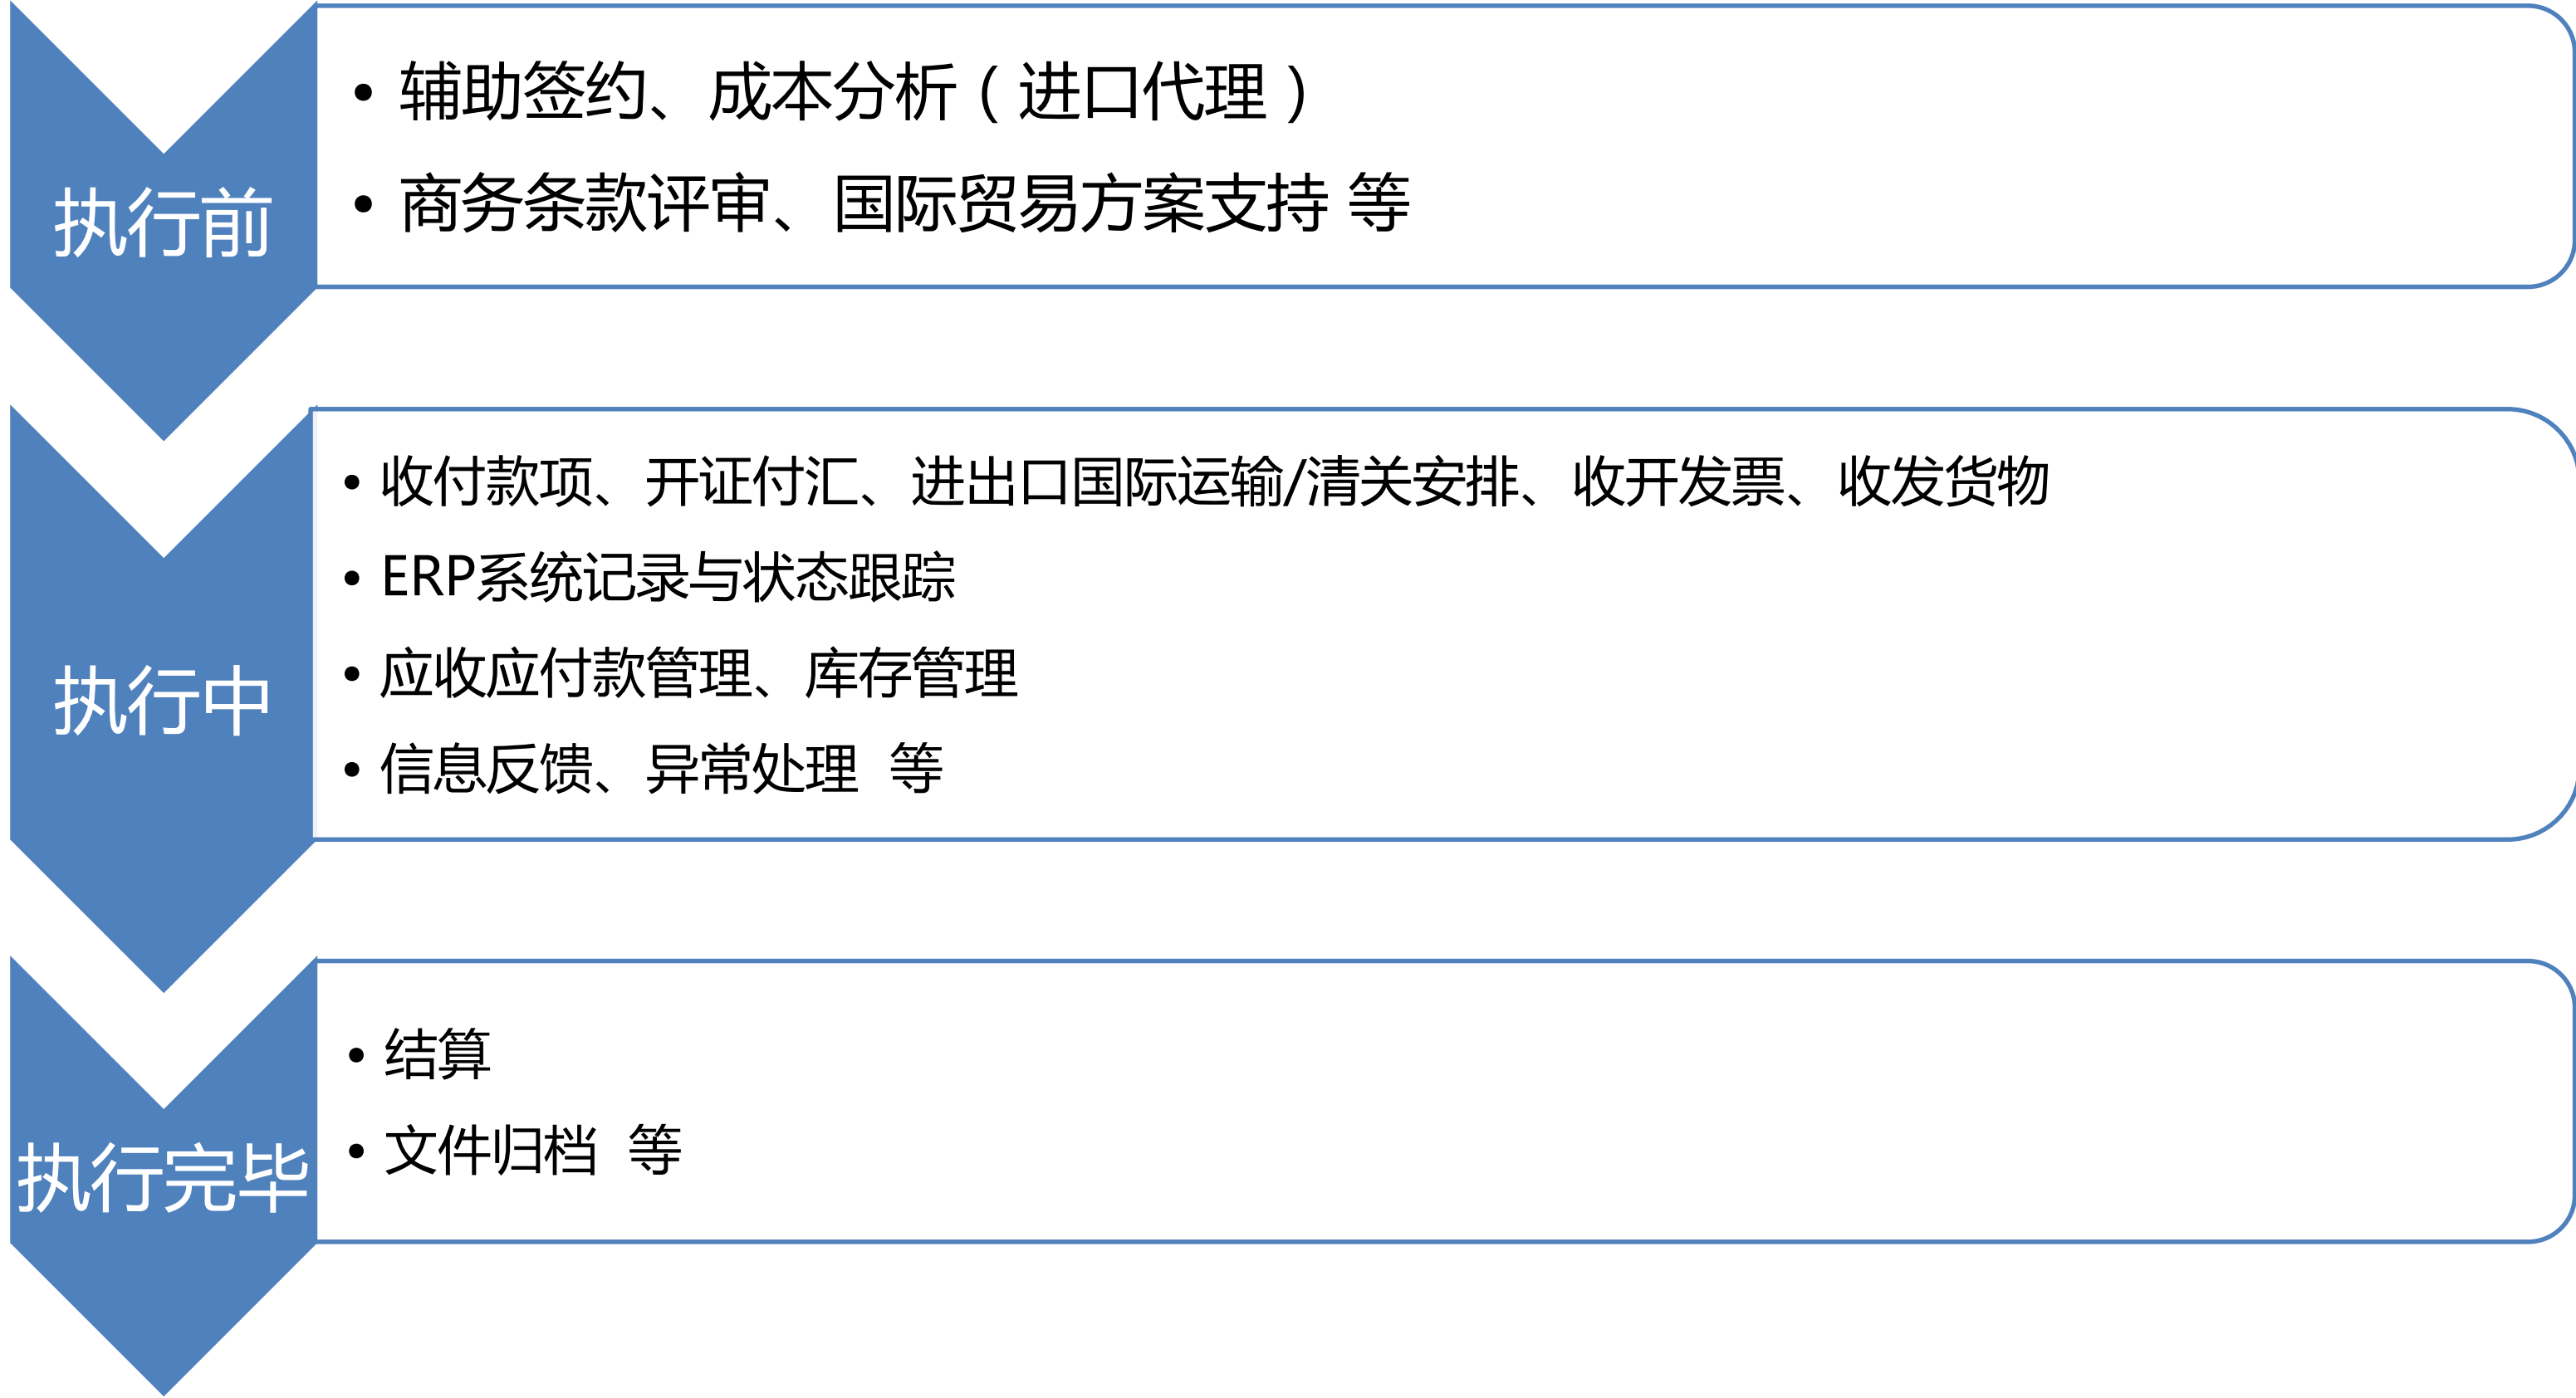 执行前
• 辅助签约、成本分析（进口代理）
• 商务条款评审、国际贸易方案支持 等
执行中
• 收付款项、开证付汇、进出口国际运输/清关安排、收开发票、收发货物
• ERP系统记录与状态跟踪
• 应收应付款管理、库存管理
• 信息反馈、异常处理 等
执行完毕
• 结算
• 文件归档 等